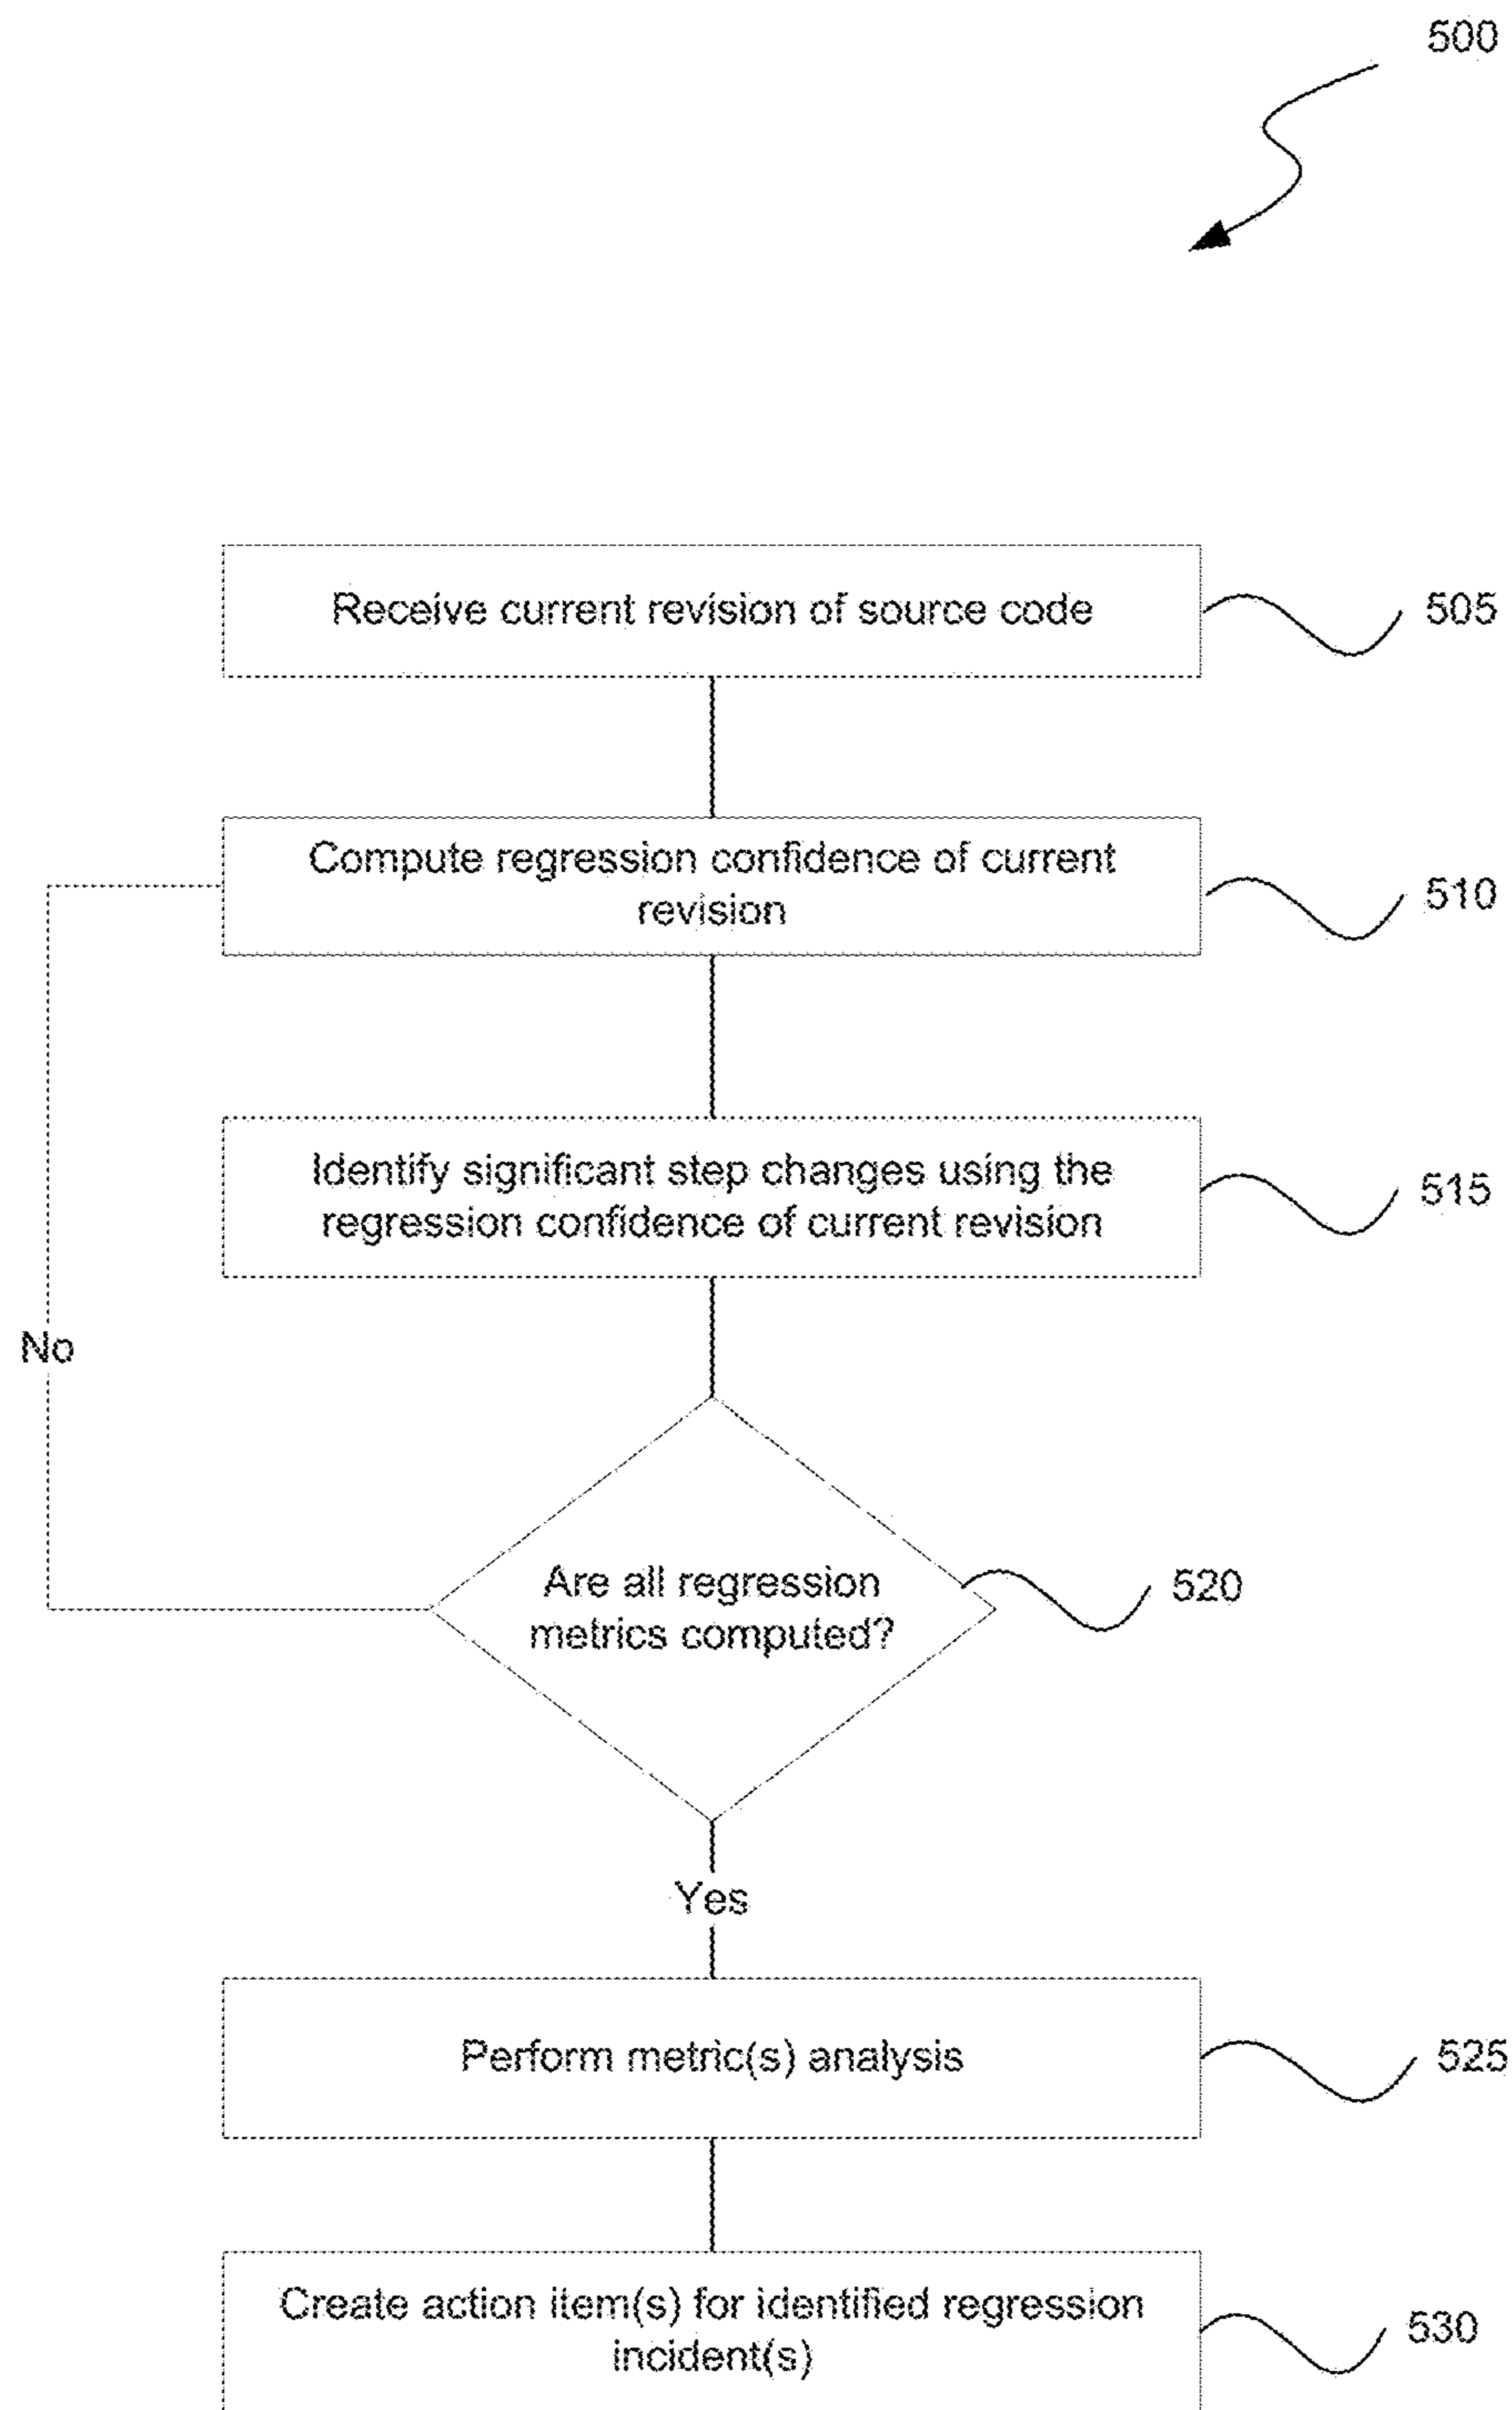 500
Receive current revision of source code
505
Compute regression confidence of current
revision
510
Identify significant step changes using the
regression confidence of current revision
515
No
Are all regression
metrics computed?
520
Yes
Perform metric(s) analysis
525
Create action item(s) for identified regression
incident(s)
530